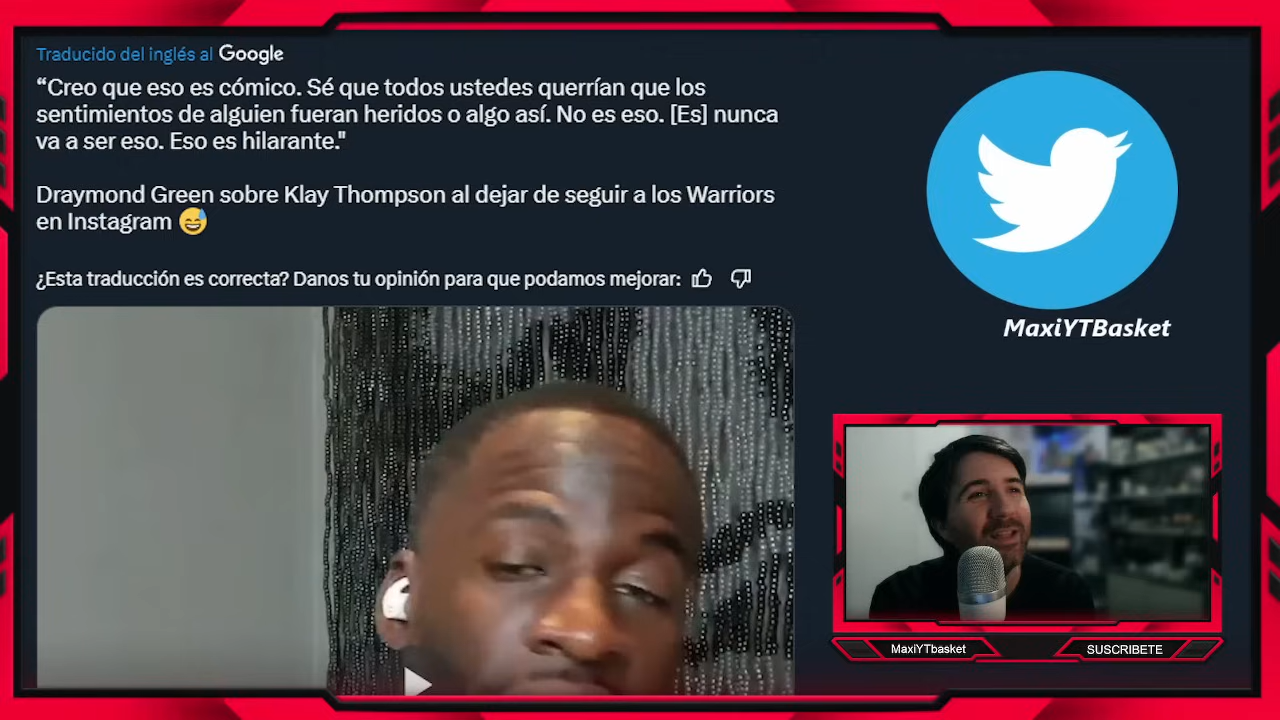 Traducido del inglés al Google
“Creo que eso es cómico. Sé que todos ustedes querrían que los
sentimientos de alguien fueran heridos o algo así. No es eso. [Es] nunca
va a ser eso. Eso es hilarante."
Draymond Green sobre Klay Thompson al dejar de seguir a los Warriors
en Instagram 😅
¿Esta traducción es correcta? Danos tu opinión para que podamos mejorar:
MaxiYTBasket
MaxiYTbasket
SUSCRIBETE